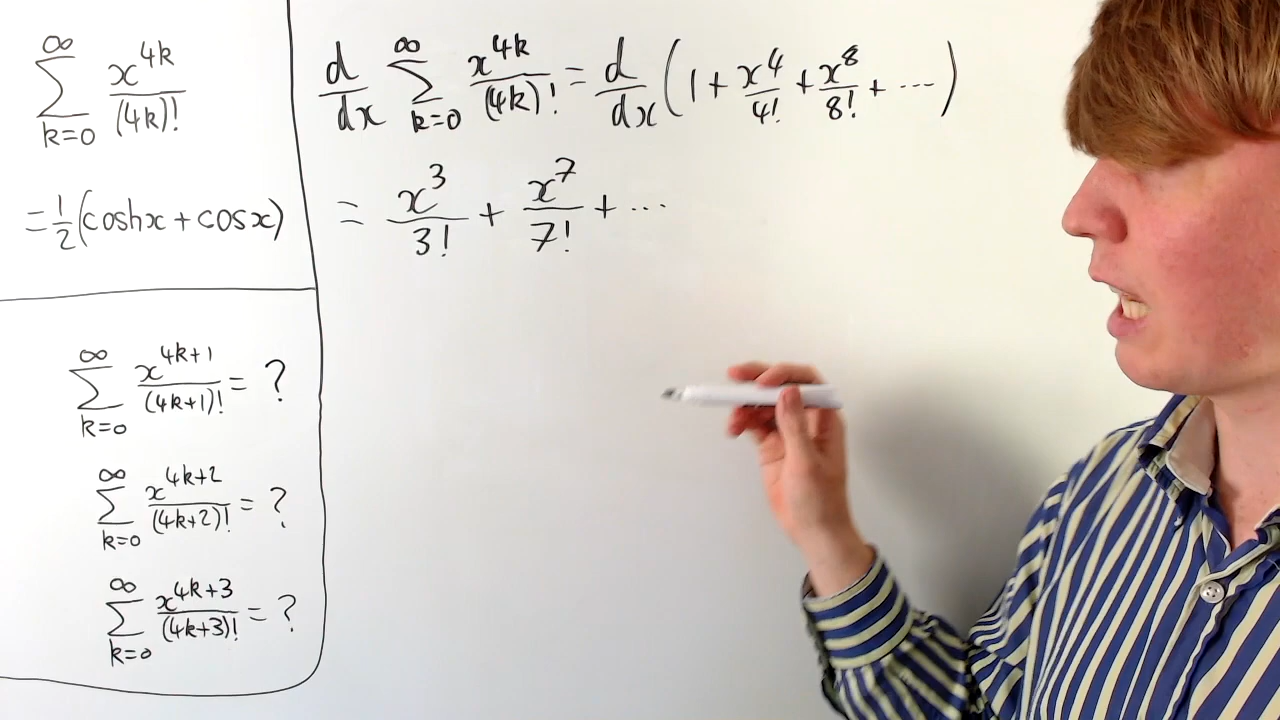 ∑_{k=0}^{∞} x^{4k}/(4k)!
= 1/2 (cosh x + cos x)
∑_{k=0}^{∞} x^{4k+1}/(4k+1)! = ?
∑_{k=0}^{∞} x^{4k+2}/(4k+2)! = ?
∑_{k=0}^{∞} x^{4k+3}/(4k+3)! = ?
d/dx ∑_{k=0}^{∞} x^{4k}/(4k)! = d/dx (1 + x^4/4! + x^8/8! + ...)
= x^3/3! + x^7/7! + ...